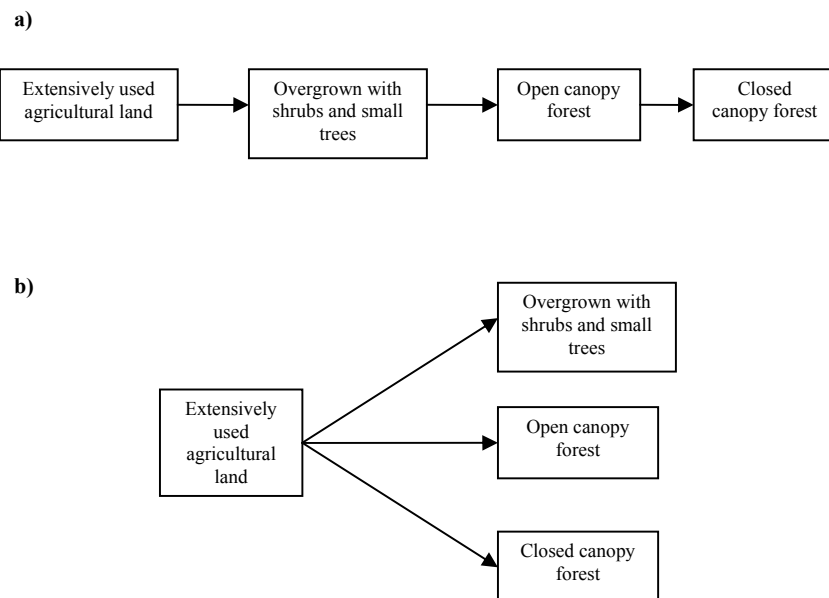 a)
Extensively used
agricultural land
Overgrown with
shrubs and small
trees
Open canopy
forest
Closed
canopy forest
b)
Extensively
used
agricultural
land
Overgrown with
shrubs and small
trees
Open canopy
forest
Closed canopy
forest